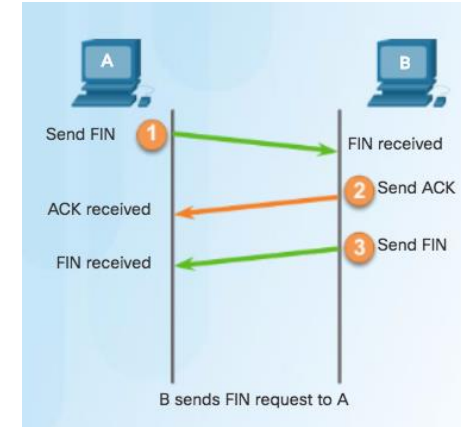 A
B
Send FIN 1
FIN received
2 Send ACK
ACK received
3 Send FIN
FIN received
B sends FIN request to A